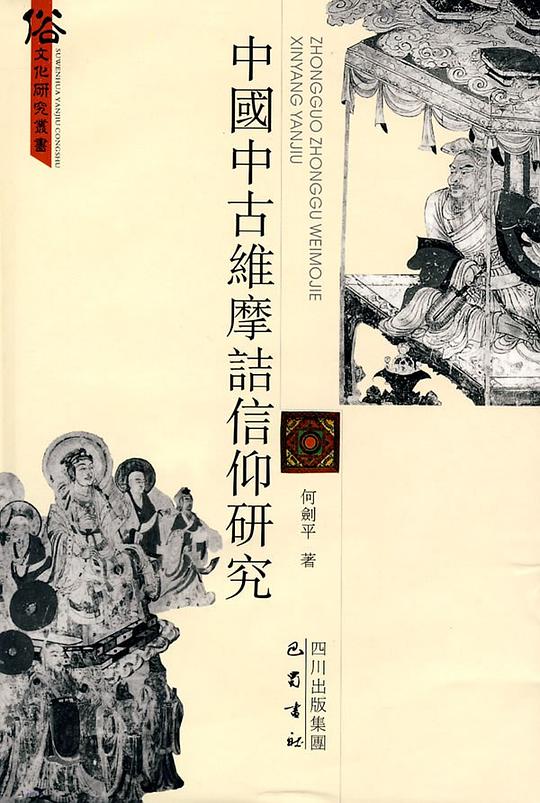 俗文化研究叢書
SUWENHUA YANJIU CONGSHU
中國中古維摩詰信仰研究
ZHONGGUO ZHONGGU WEIMOJIE
XINYANG YANJIU
何劍平 著
四川出版集團
巴蜀書社